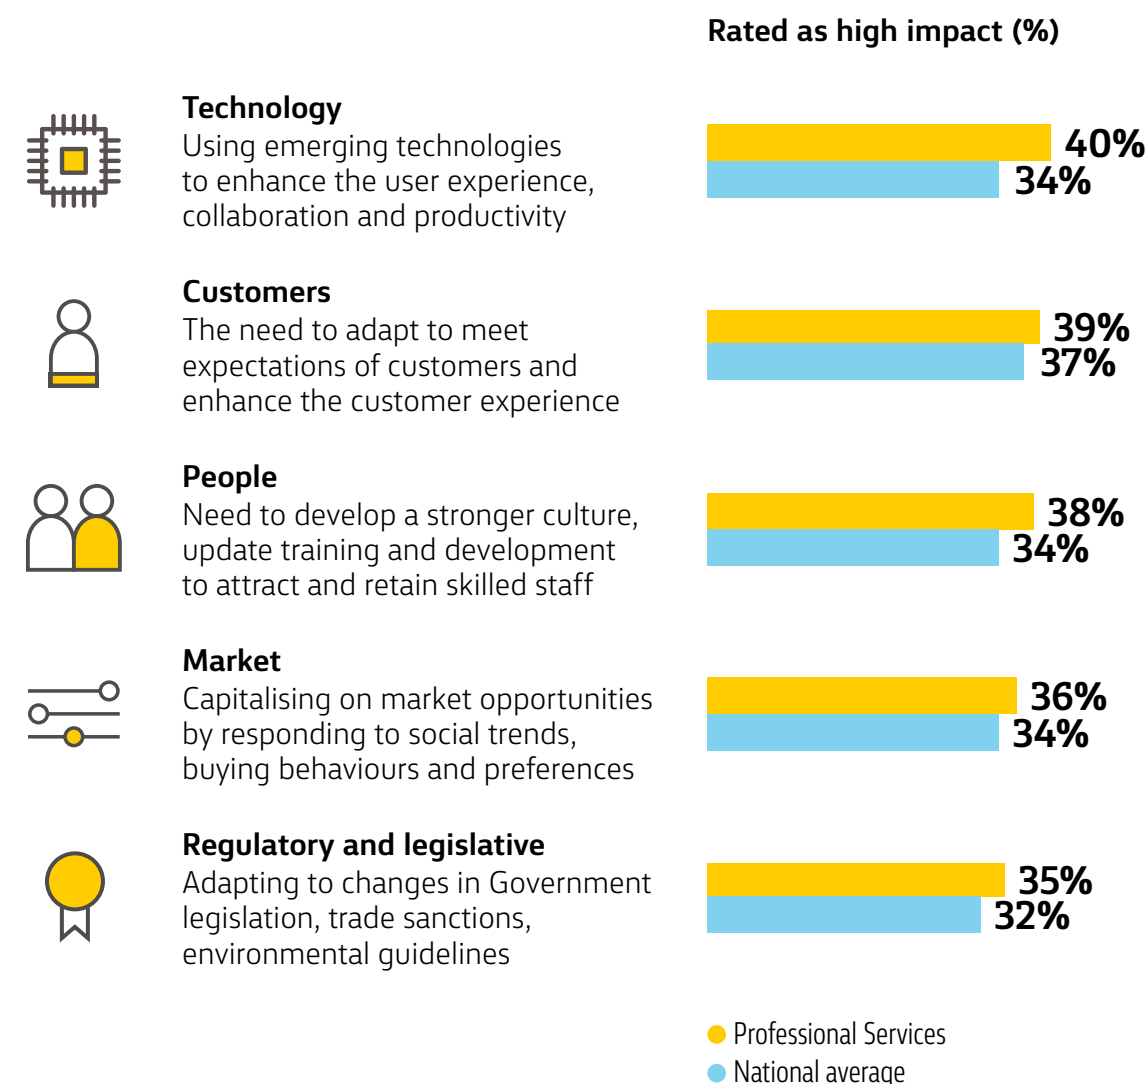 Rated as high impact (%)
Technology
Using emerging technologies
to enhance the user experience,
collaboration and productivity
40%
34%
Customers
The need to adapt to meet
expectations of customers and
enhance the customer experience
39%
37%
People
Need to develop a stronger culture,
update training and development
to attract and retain skilled staff
38%
34%
Market
Capitalising on market opportunities
by responding to social trends,
buying behaviours and preferences
36%
34%
Regulatory and legislative
Adapting to changes in Government
legislation, trade sanctions,
environmental guidelines
35%
32%
Professional Services
National average